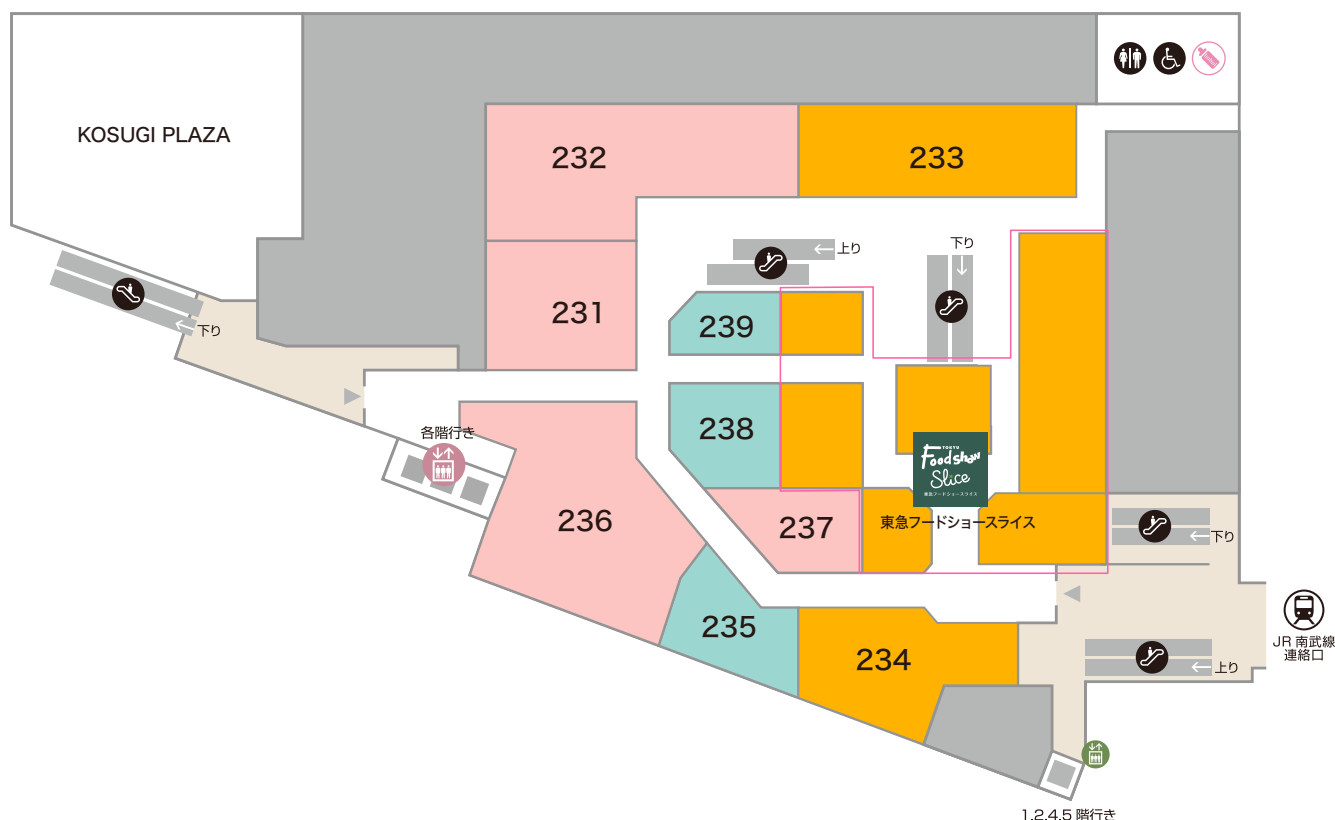 KOSUGI PLAZA
232
233
上り
下り
231
239
下り
238
各階行き
TOKYU
Foodshow
Slice
東急フードショースライス
236
237
東急フードショースライス
下り
235
234
JR 南武線
連絡口
上り
1,2,4,5 階行き